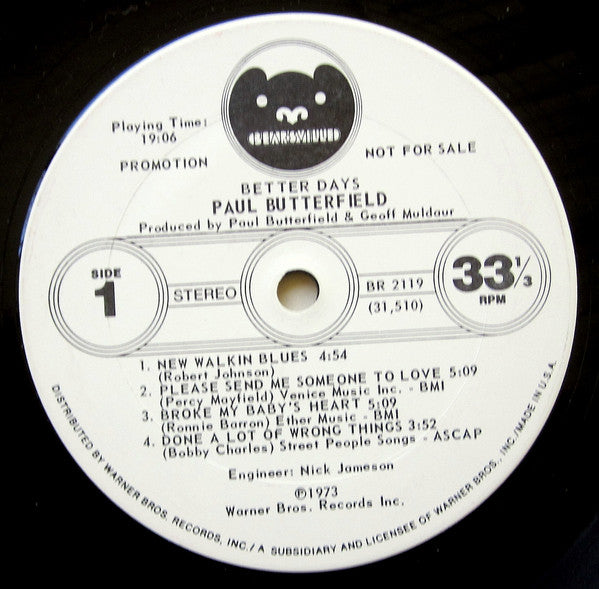 BEARSVILLE
Playing Time:
19:06
PROMOTION
NOT FOR SALE
BETTER DAYS
PAUL BUTTERFIELD
Produced by Paul Butterfield & Geoff Muldaur
SIDE
1
STEREO
BR 2119
(31,510)
33 1/3
RPM
1. NEW WALKIN BLUES 4:54
(Robert Johnson)
2. PLEASE SEND ME SOMEONE TO LOVE 5:09
(Percy Mayfield) Venice Music Inc. - BMI
3. BROKE MY BABY'S HEART 5:09
(Ronnie Barron) Ether Music - BMI
4. DONE A LOT OF WRONG THINGS 3:52
(Bobby Charles) Street People Songs - ASCAP
Engineer: Nick Jameson
Ⓟ1973
Warner Bros. Records Inc.
DISTRIBUTED BY WARNER BROS. RECORDS, INC./A SUBSIDIARY AND LICENSEE OF WARNER BROS., INC./MADE IN U.S.A.